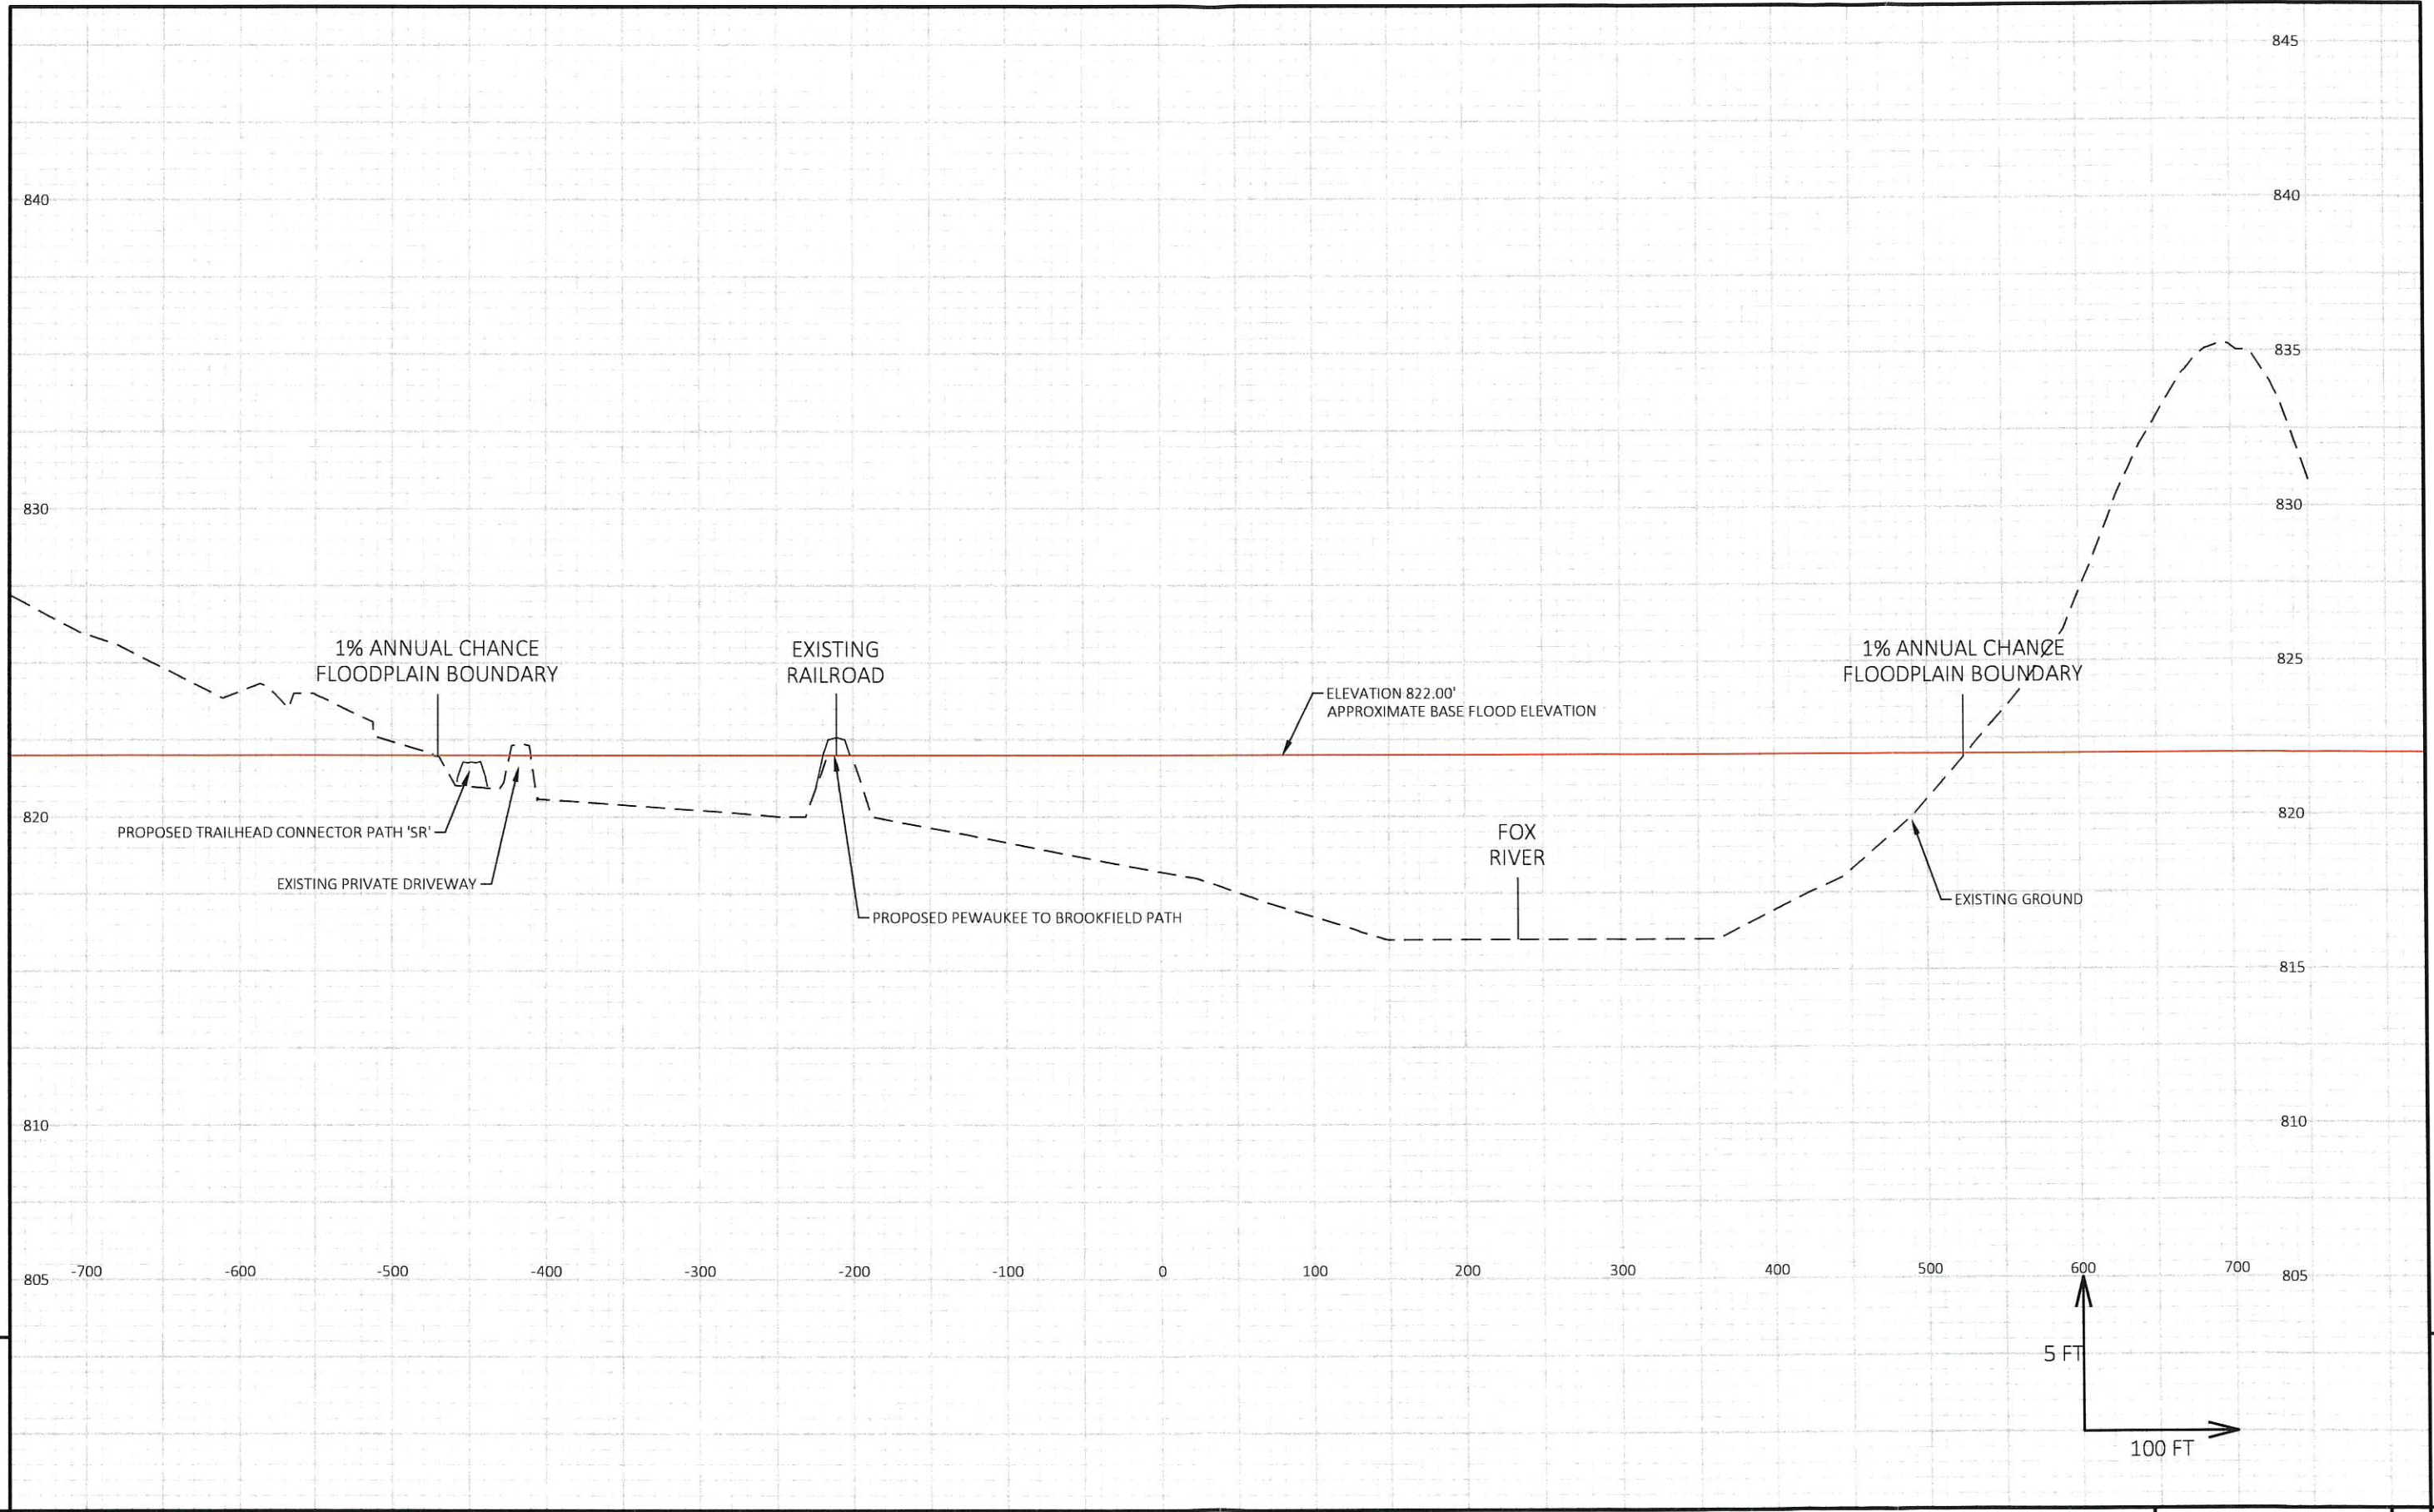 845
840
840
835
830
830
1% ANNUAL CHANCE
FLOODPLAIN BOUNDARY
EXISTING
RAILROAD
ELEVATION 822.00'
APPROXIMATE BASE FLOOD ELEVATION
1% ANNUAL CHANCE
FLOODPLAIN BOUNDARY
825
820
820
PROPOSED TRAILHEAD CONNECTOR PATH 'SR'
EXISTING PRIVATE DRIVEWAY
PROPOSED PEWAUKEE TO BROOKFIELD PATH
FOX
RIVER
EXISTING GROUND
815
810
810
805 -700 -600 -500 -400 -300 -200 -100 0 100 200 300 400 500 600 700 805
5 FT
100 FT